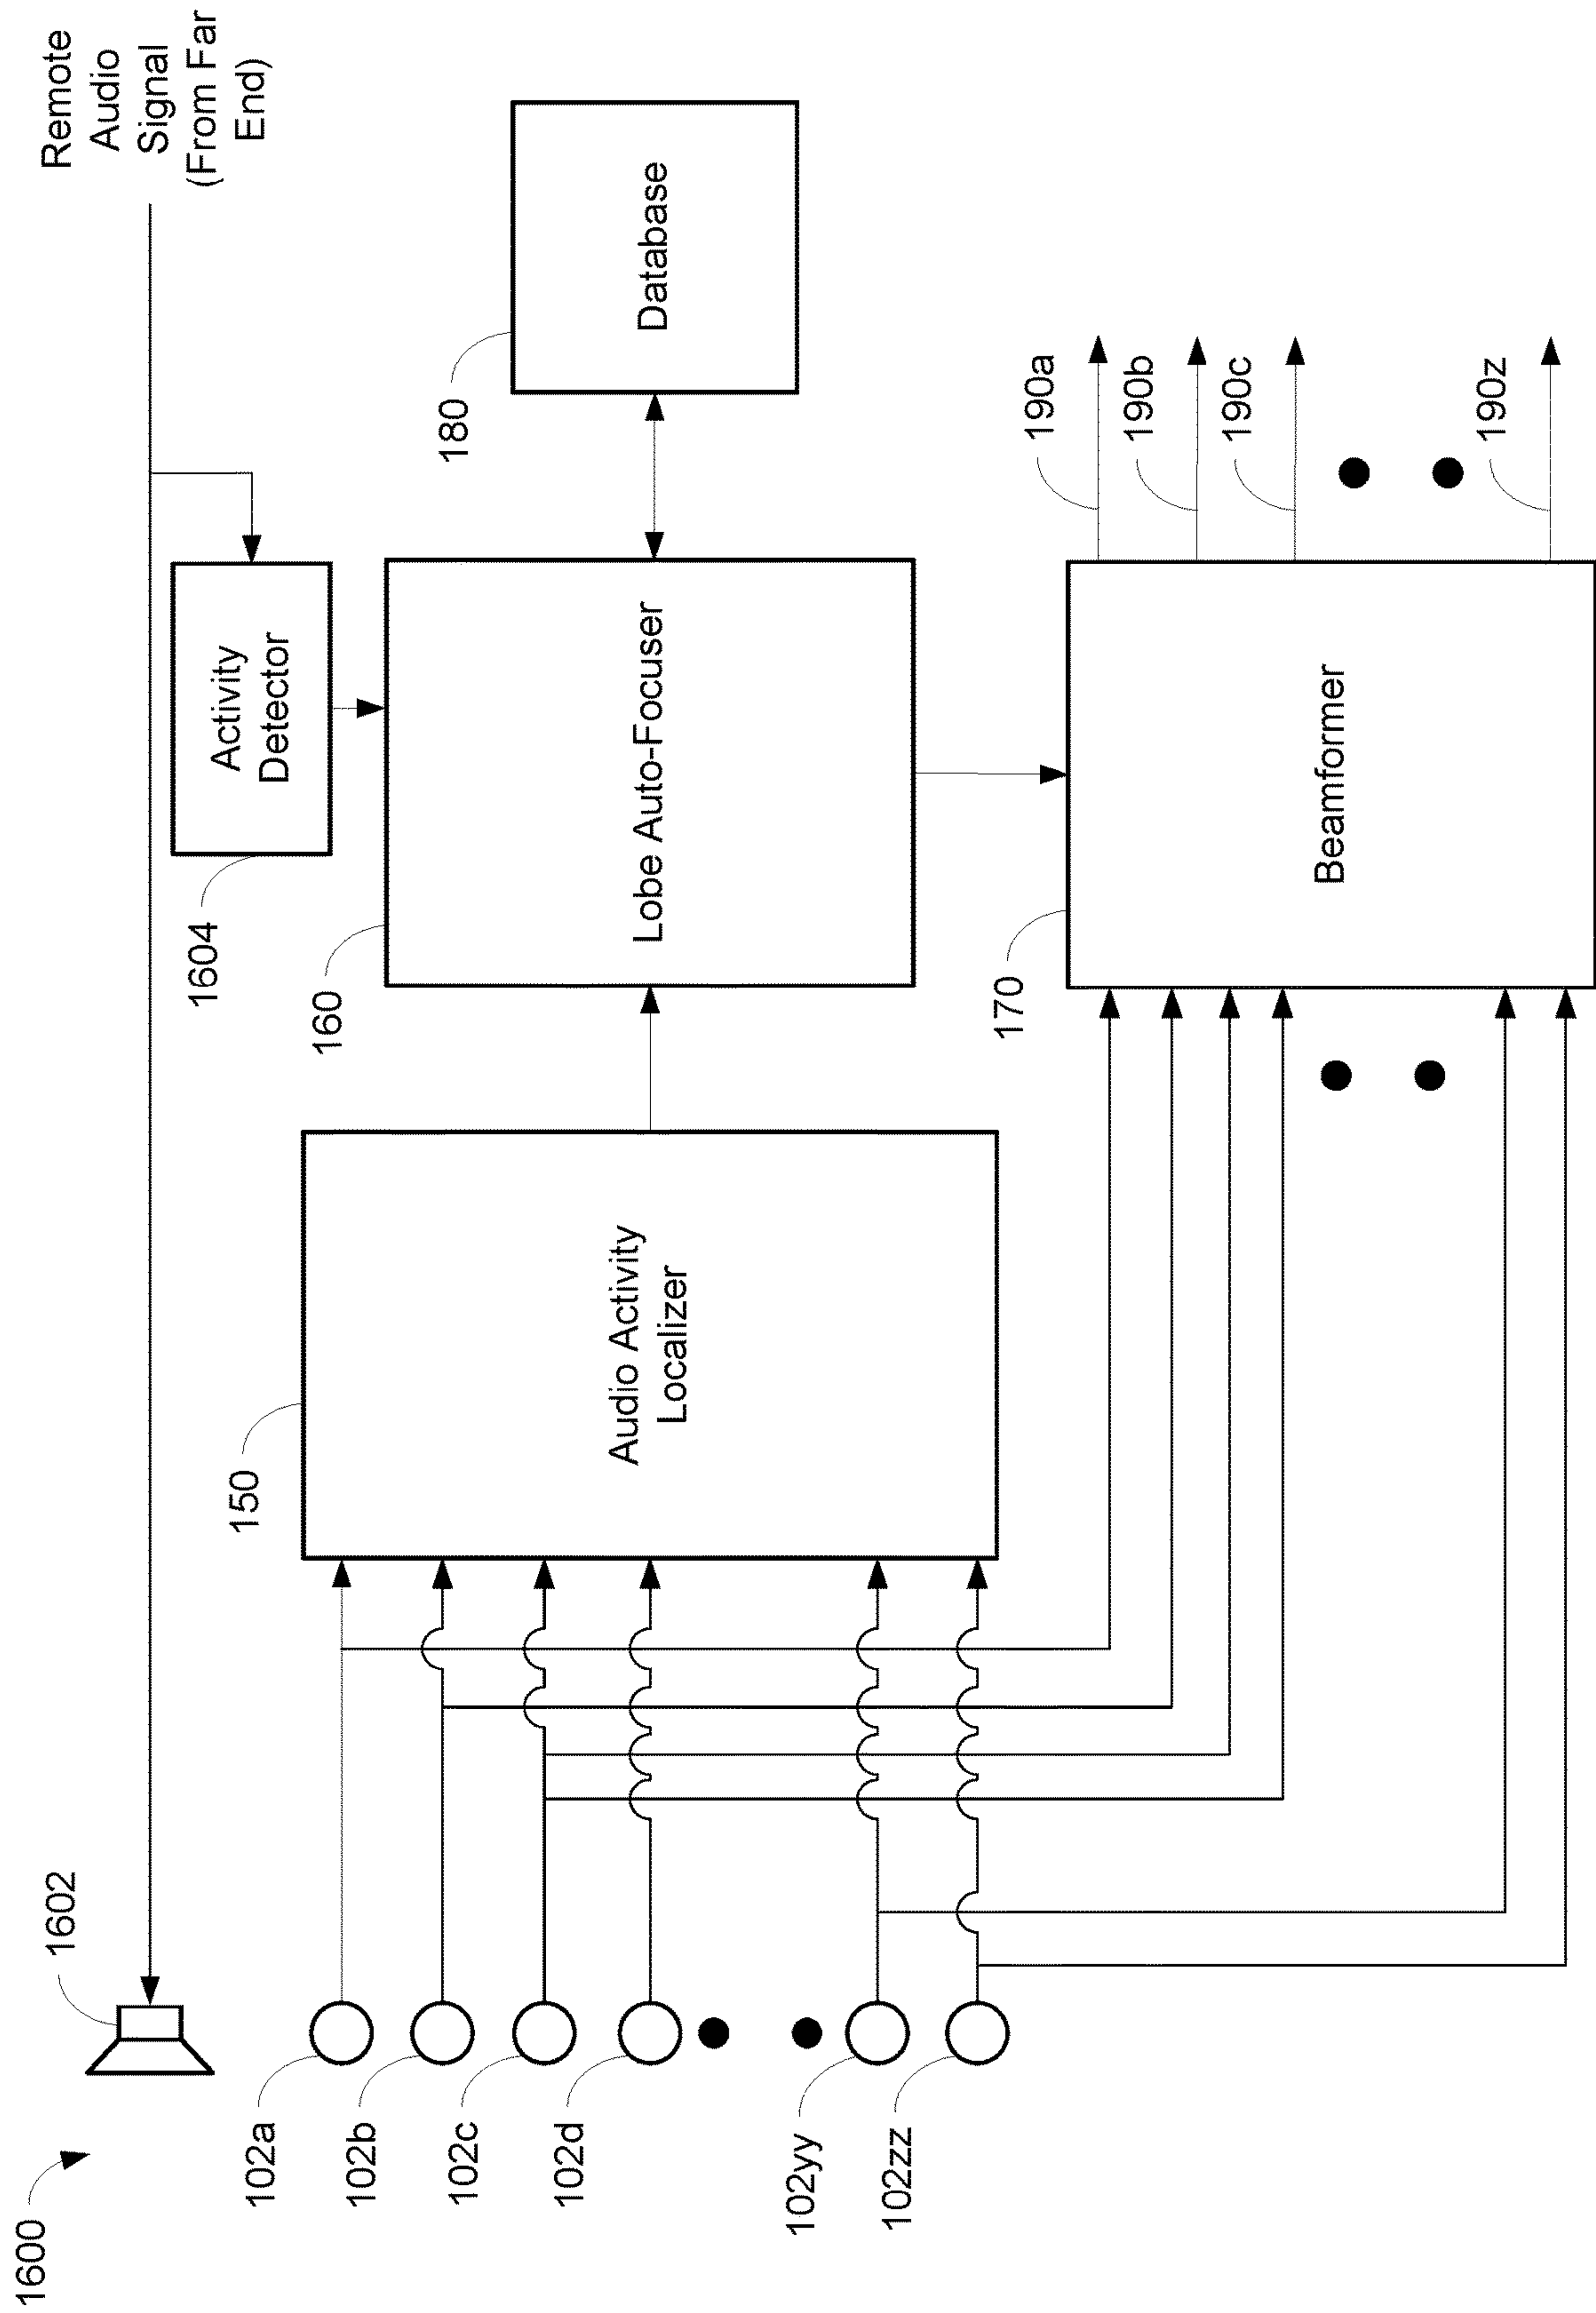 1600
1602
Remote
Audio
Signal
(From Far
End)
1604
Activity
Detector
102a
102b
102c
102d
102yy
102zz
150
Audio Activity
Localizer
160
Lobe Auto-Focuser
180
Database
170
Beamformer
190a
190b
190c
190z